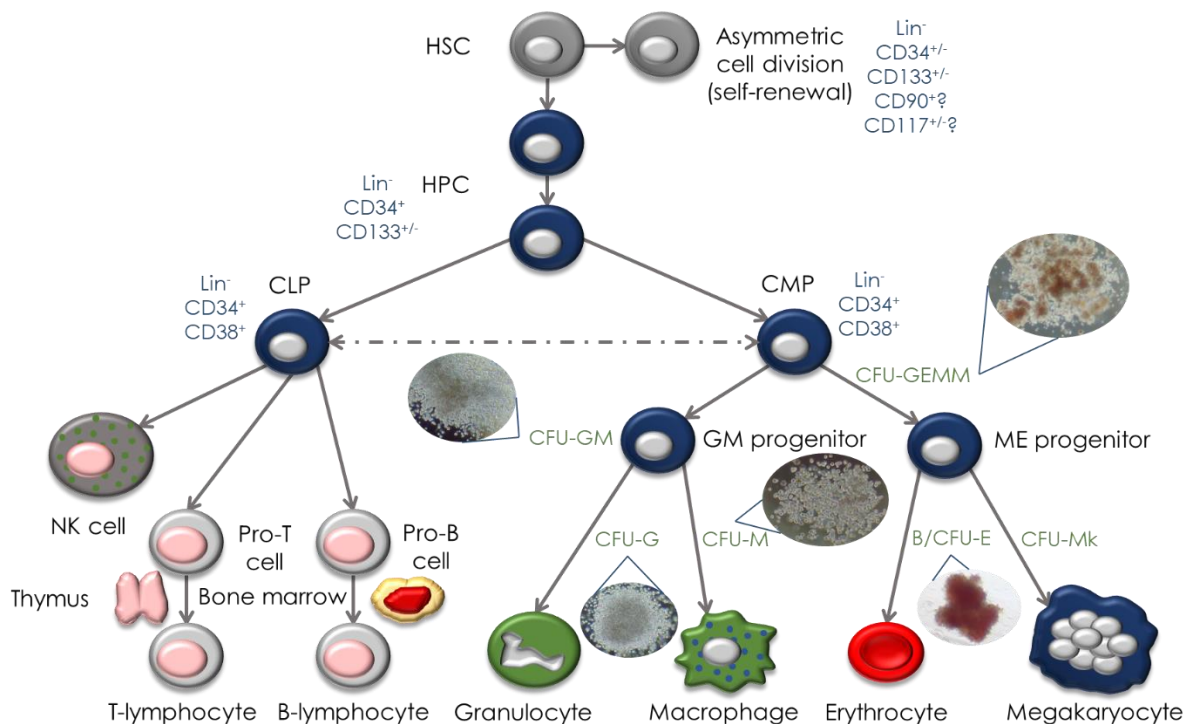 HSC
Asymmetric
cell division
(self-renewal)
Lin⁻
CD34⁺/⁻
CD133⁺/⁻
CD90⁺?
CD117⁺/⁻?
HPC
Lin⁻
CD34⁺
CD133⁺/⁻
CLP
Lin⁻
CD34⁺
CD38⁺
CMP
Lin⁻
CD34⁺
CD38⁺
CFU-GEMM
CFU-GM
GM progenitor
ME progenitor
NK cell
Pro-T
cell
Pro-B
cell
CFU-G
CFU-M
B/CFU-E
CFU-Mk
Thymus
Bone marrow
T-lymphocyte
B-lymphocyte
Granulocyte
Macrophage
Erythrocyte
Megakaryocyte